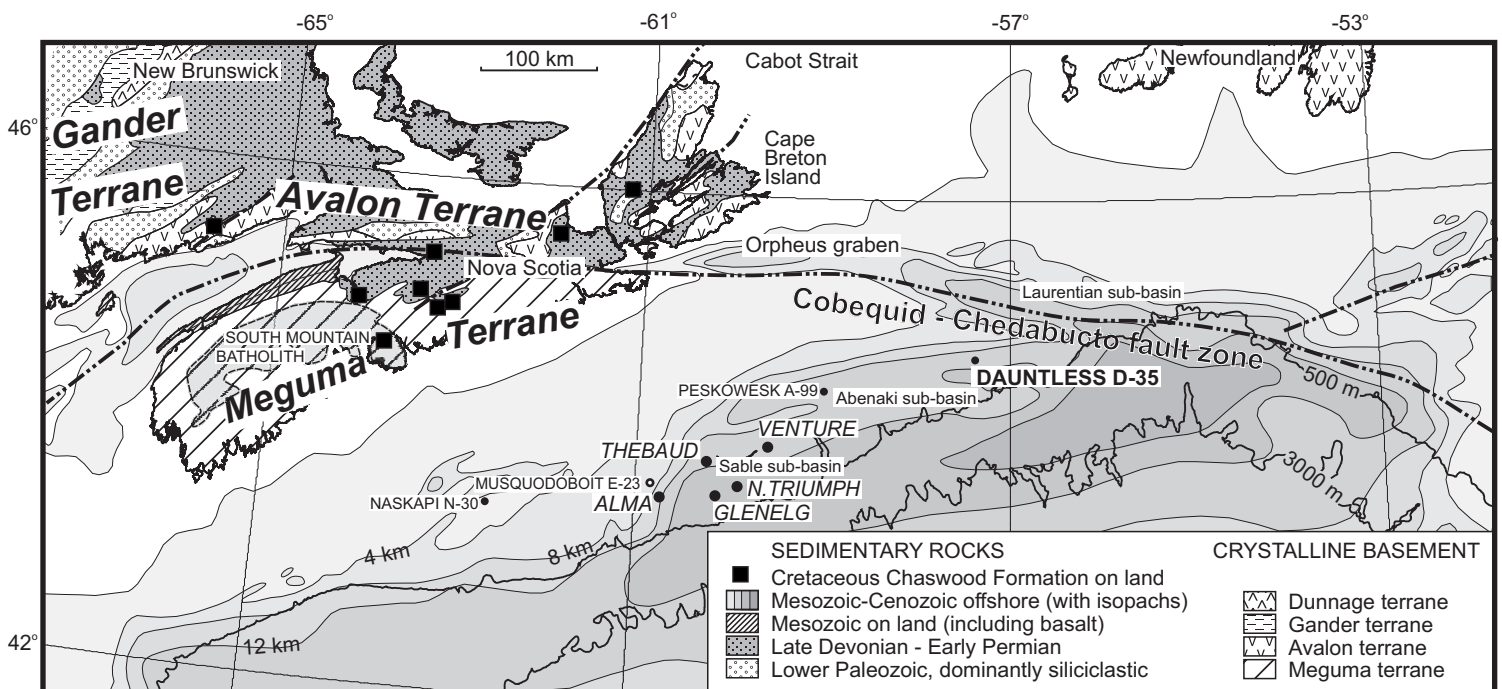 -65°
-61°
-57°
-53°
New Brunswick
100 km
Cabot Strait
Newfoundland
46°
Gander
Terrane
Cape
Breton
Island
Avalon Terrane
Orpheus graben
Nova Scotia
Laurentian sub-basin
Cobequid - Chedabucto fault zone
SOUTH MOUNTAIN
BATHOLITH
Meguma
Terrane
500 m
DAUNTLESS D-35
PESKOWESK A-99
Abenaki sub-basin
VENTURE
THEBAUD
Sable sub-basin
3000 m
MUSQUODOBOIT E-23
N.TRIUMPH
NASKAPI N-30
ALMA
GLENELG
4 km
8 km
12 km
42°
SEDIMENTARY ROCKS
Cretaceous Chaswood Formation on land
Mesozoic-Cenozoic offshore (with isopachs)
Mesozoic on land (including basalt)
Late Devonian - Early Permian
Lower Paleozoic, dominantly siliciclastic
CRYSTALLINE BASEMENT
Dunnage terrane
Gander terrane
Avalon terrane
Meguma terrane